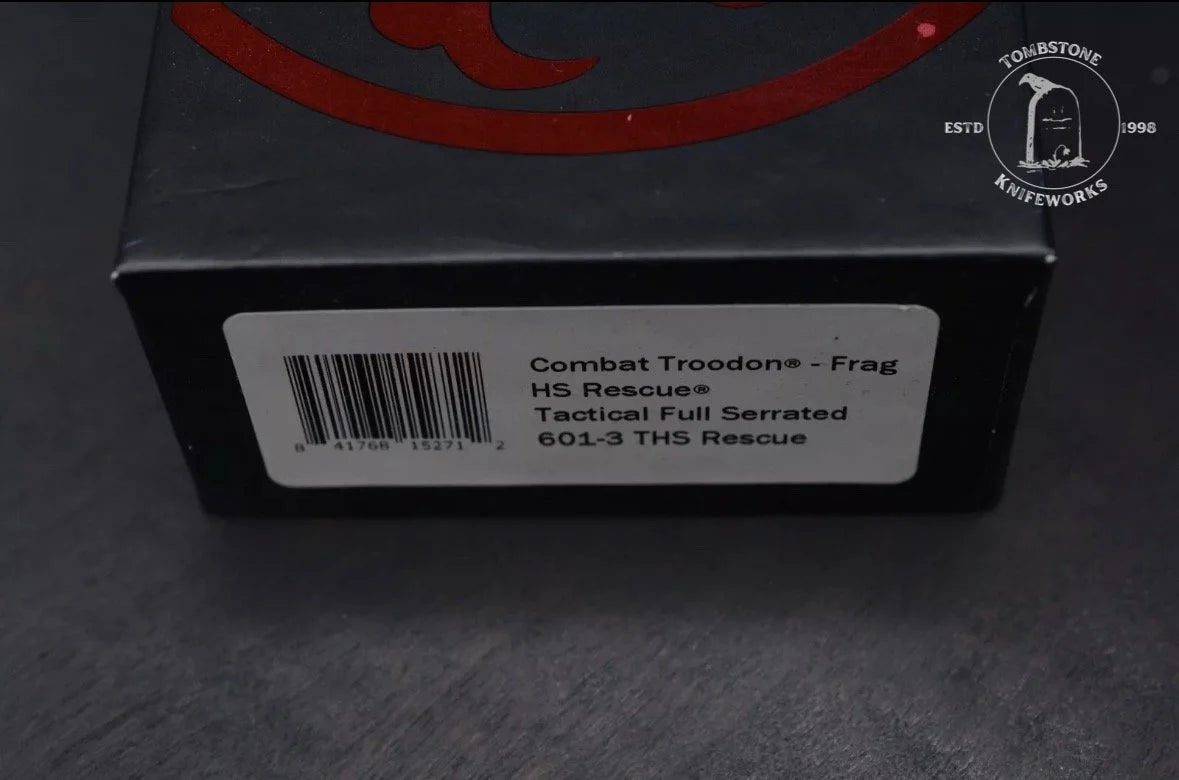 TOMBSTONE
ESTD 1998
KNIFEWORKS
Combat Troodon® - Frag
HS Rescue®
Tactical Full Serrated
601-3 THS Rescue
8 41768 15271 2